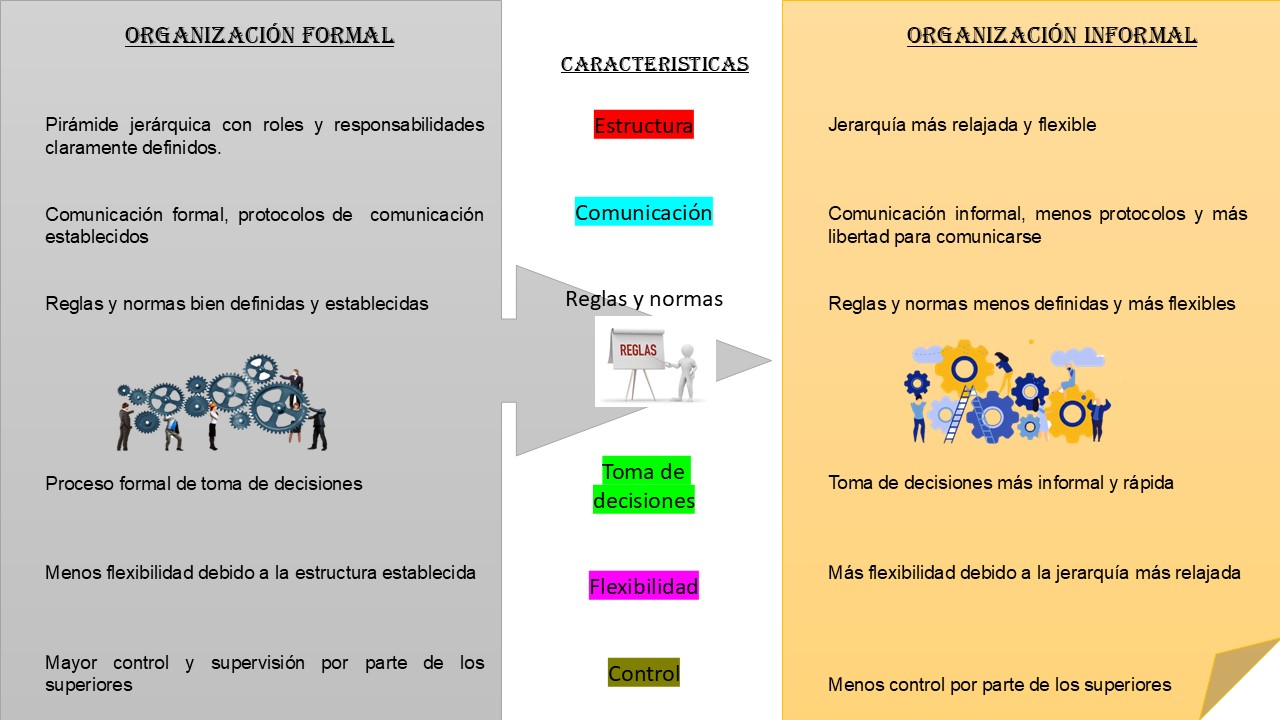 ORGANIZACIÓN FORMAL
Pirámide jerárquica con roles y responsabilidades
claramente definidos.
Comunicación formal, protocolos de comunicación
establecidos
Reglas y normas bien definidas y establecidas
Proceso formal de toma de decisiones
Menos flexibilidad debido a la estructura establecida
Mayor control y supervisión por parte de los
superiores
CARACTERISTICAS
Estructura
Comunicación
Reglas y normas
REGLAS
Toma de
decisiones
Flexibilidad
Control
ORGANIZACIÓN INFORMAL
Jerarquía más relajada y flexible
Comunicación informal, menos protocolos y más
libertad para comunicarse
Reglas y normas menos definidas y más flexibles
Toma de decisiones más informal y rápida
Más flexibilidad debido a la jerarquía más relajada
Menos control por parte de los superiores